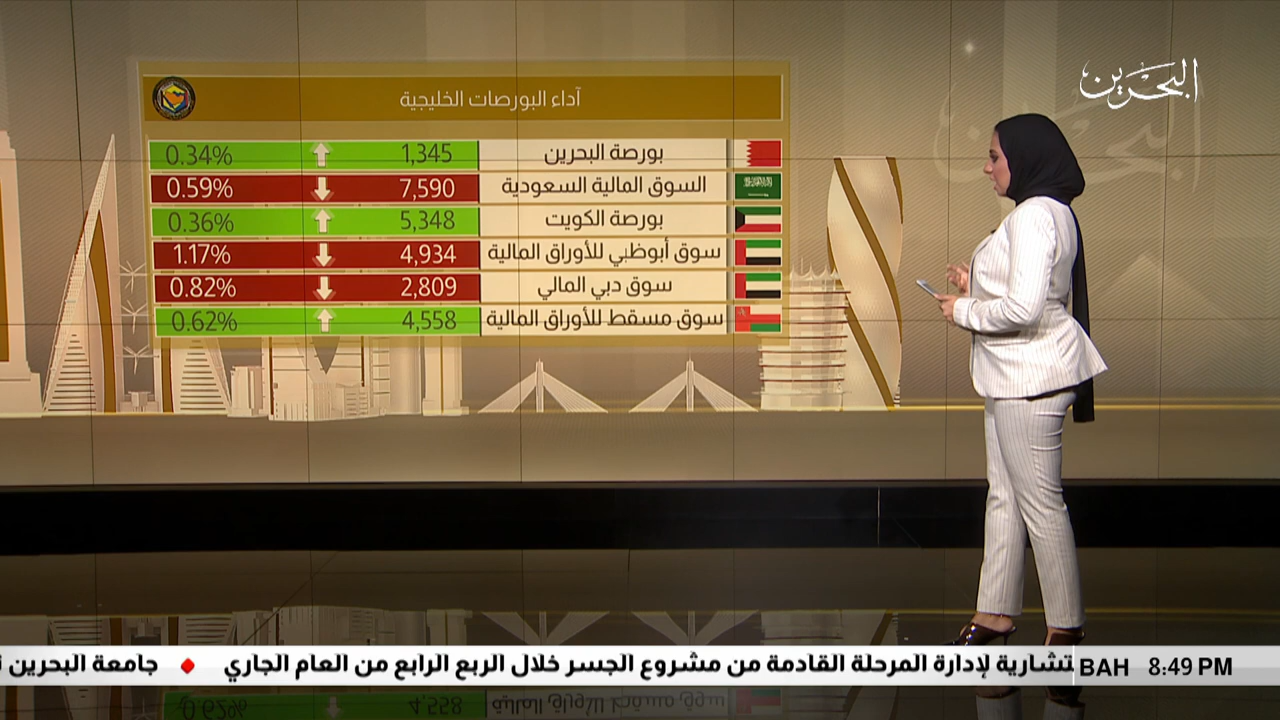 البحرين
آداء البورصات الخليجية
بورصة البحرين 1,345 0.34%
السوق المالية السعودية 7,590 0.59%
بورصة الكويت 5,348 0.36%
سوق أبوظبي للأوراق المالية 4,934 1.17%
سوق دبي المالي 2,809 0.82%
سوق مسقط للأوراق المالية 4,558 0.62%
BAH 8:49 PM
تشارية لإدارة المرحلة القادمة من مشروع الجسر خلال الربع الرابع من العام الجاري ♦ جامعة البحرين